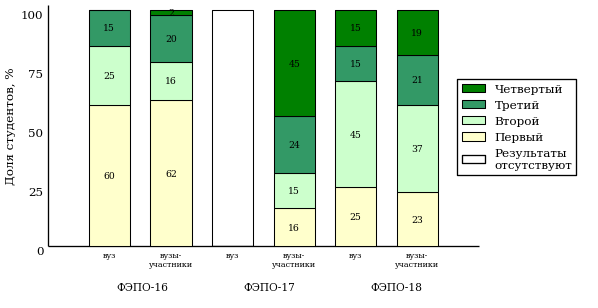 100
75
50
25
0
Доля студентов, %
15
25
60
2
20
16
62
45
24
15
16
15
15
45
25
19
21
37
23
вуз
вузы-
участники
вуз
вузы-
участники
вуз
вузы-
участники
ФЭПО-16
ФЭПО-17
ФЭПО-18
Четвертый
Третий
Второй
Первый
Результаты
отсутствуют